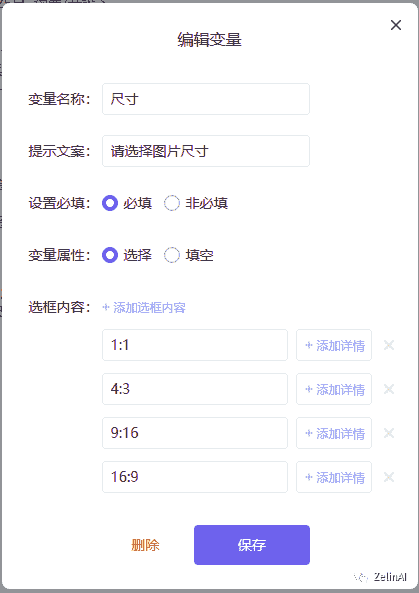 编辑变量
变量名称: 尺寸
提示文案: 请选择图片尺寸
设置必填: 必填 非必填
变量属性: 选择 填空
选框内容: + 添加选框内容
1:1 + 添加详情
4:3 + 添加详情
9:16 + 添加详情
16:9 + 添加详情
删除 保存
ZelinAI